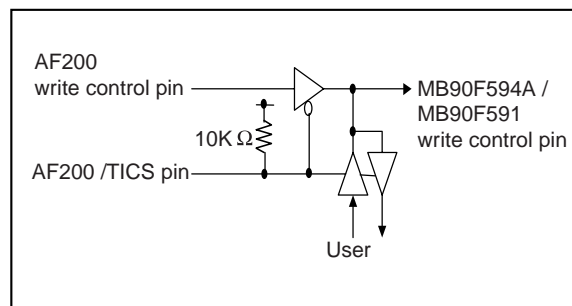 AF200
write control pin
MB90F594A /
MB90F591
write control pin
10K Ω
AF200 /TICS pin
User